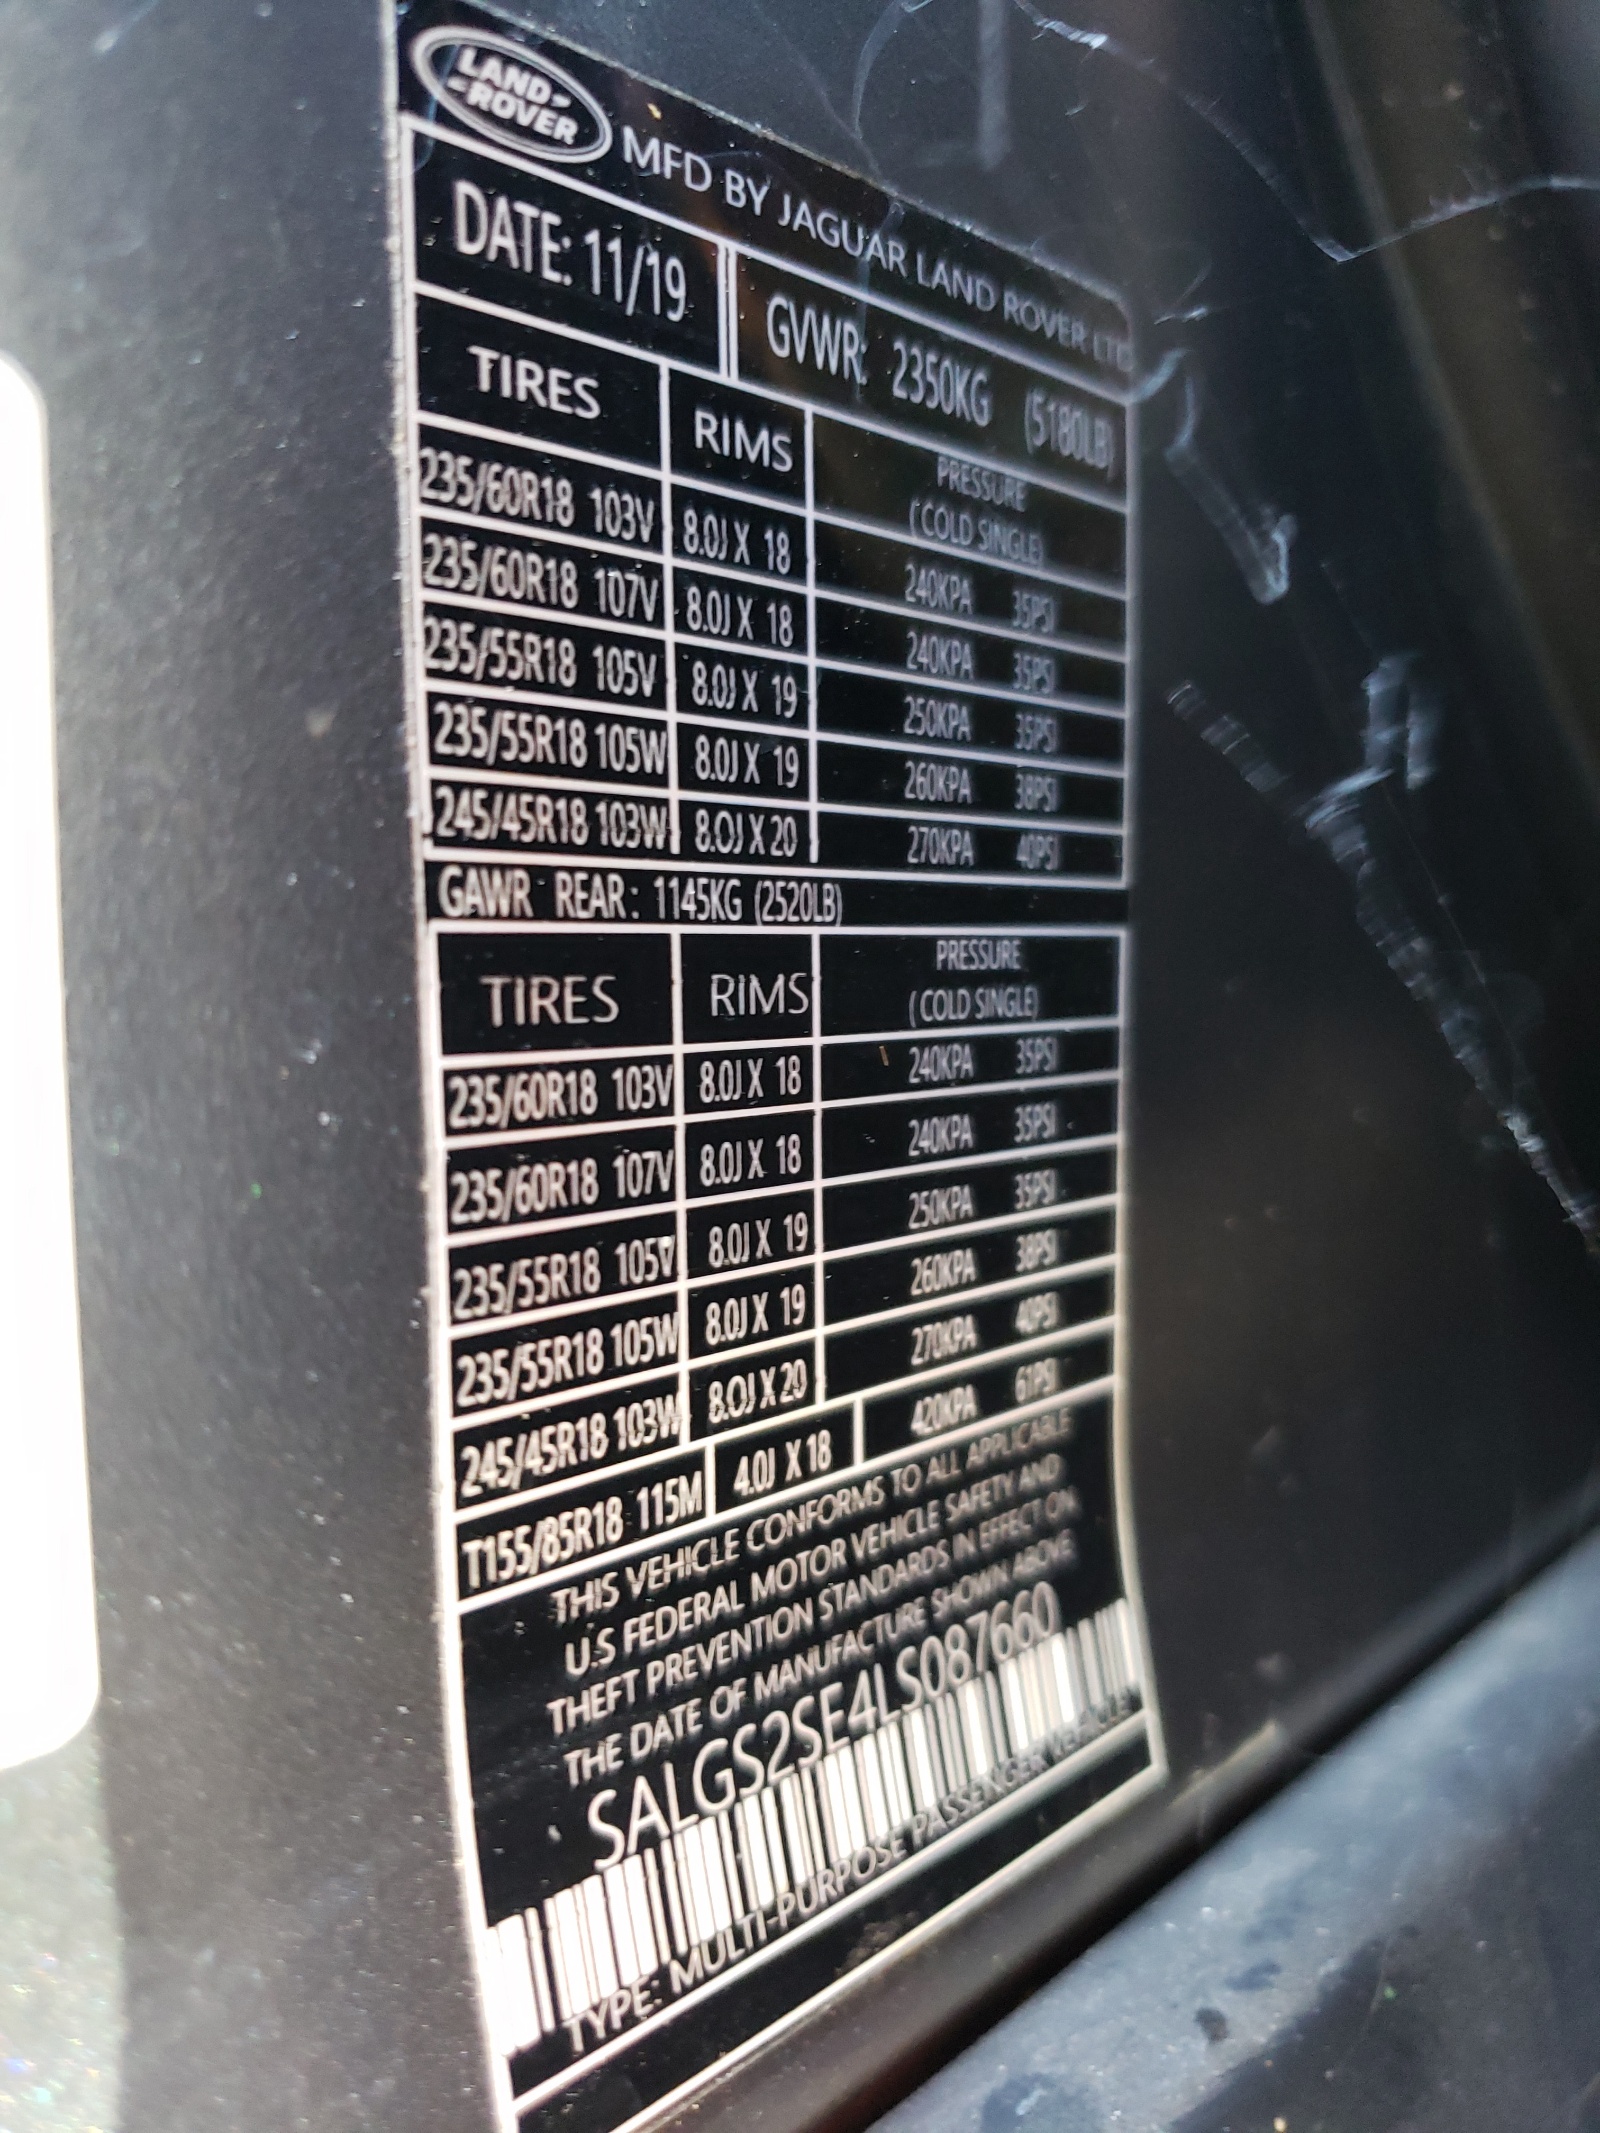 LAND
ROVER
MFD BY JAGUAR LAND ROVER LTD
DATE: 11/19 GVWR: 2350KG (5180LB)
TIRES RIMS PRESSURE
(COLD SINGLE)
235/60R18 103V 8.0J X 18 240KPA 35PSI
235/60R18 107V 8.0J X 18 240KPA 35PSI
235/55R18 105V 8.0J X 19 250KPA 35PSI
235/55R18 105W 8.0J X 19 260KPA 38PSI
245/45R18 103W 8.0J X 20 270KPA 40PSI
GAWR REAR: 1145KG (2520LB)
TIRES RIMS PRESSURE
(COLD SINGLE)
235/60R18 103V 8.0J X 18 240KPA 35PSI
235/60R18 107V 8.0J X 18 240KPA 35PSI
235/55R18 105V 8.0J X 19 250KPA 35PSI
235/55R18 105W 8.0J X 19 260KPA 38PSI
245/45R18 103W 8.0J X 20 270KPA 40PSI
T155/85R18 115M 4.0J X 18 420KPA 61PSI
THIS VEHICLE CONFORMS TO ALL APPLICABLE
U.S FEDERAL MOTOR VEHICLE SAFETY AND
THEFT PREVENTION STANDARDS IN EFFECT ON
THE DATE OF MANUFACTURE SHOWN ABOVE
SALGS2SE4LS087660
TYPE: MULTI-PURPOSE PASSENGER VEHICLE